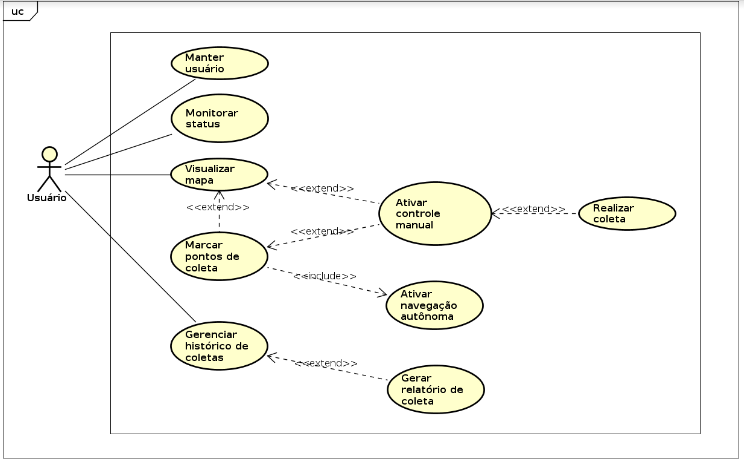 uc
Manter
usuário
Monitorar
status
Usuário
Visualizar
mapa
<<extend>>
<<extend>>
Ativar
controle
manual
<<extend>>
Realizar
coleta
<<extend>>
Marcar
pontos de
coleta
<<include>>
Ativar
navegação
autônoma
Gerenciar
histórico de
coletas
<<extend>>
Gerar
relatório de
coleta